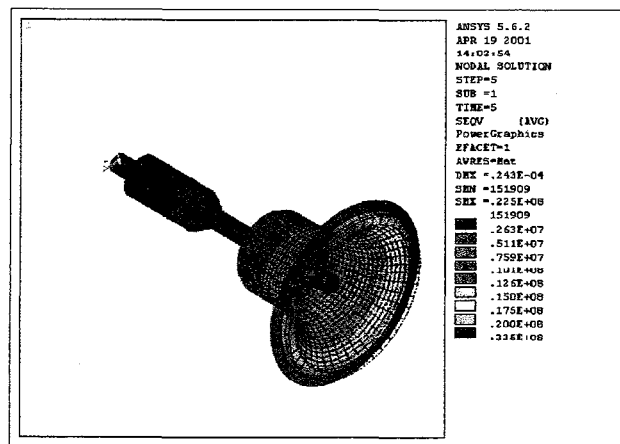 ANSYS 5.6.2
APR 19 2001
14:02:54
NODAL SOLUTION
STEP=5
SUB =1
TIME=5
SEQV (AVG)
PowerGraphics
EFACET=1
AVRES=Mat
DMX =.243E-04
SMN =151909
SMX =.225E+08
151909
.263E+07
.511E+07
.759E+07
.101E+08
.126E+08
.150E+08
.175E+08
.200E+08